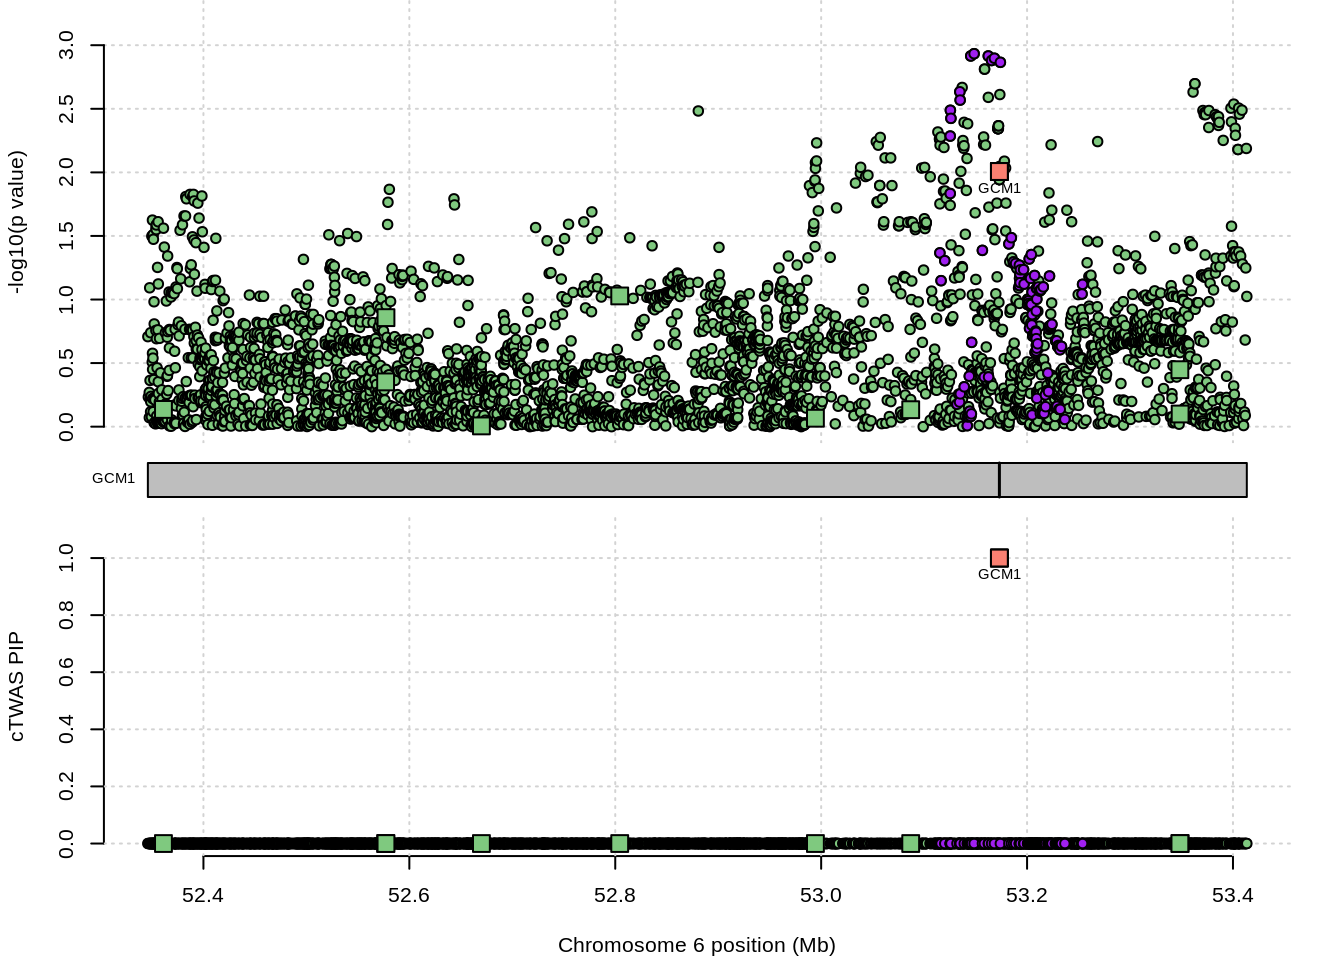 -log10(p value)
3.0
2.5
2.0
1.5
1.0
0.5
0.0
GCM1
GCM1
cTWAS PIP
1.0
0.8
0.6
0.4
0.2
0.0
GCM1
52.4 52.6 52.8 53.0 53.2 53.4
Chromosome 6 position (Mb)